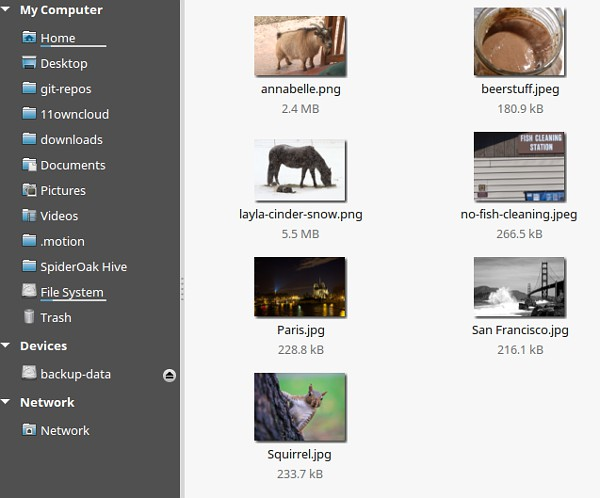 My Computer
Home
Desktop
git-repos
11owncloud
downloads
Documents
Pictures
Videos
.motion
SpiderOak Hive
File System
Trash
Devices
backup-data
Network
Network
annabelle.png
2.4 MB
beerstuff.jpeg
180.9 kB
layla-cinder-snow.png
5.5 MB
FISH CLEANING
STATION
no-fish-cleaning.jpeg
266.5 kB
Paris.jpg
228.8 kB
San Francisco.jpg
216.1 kB
Squirrel.jpg
233.7 kB